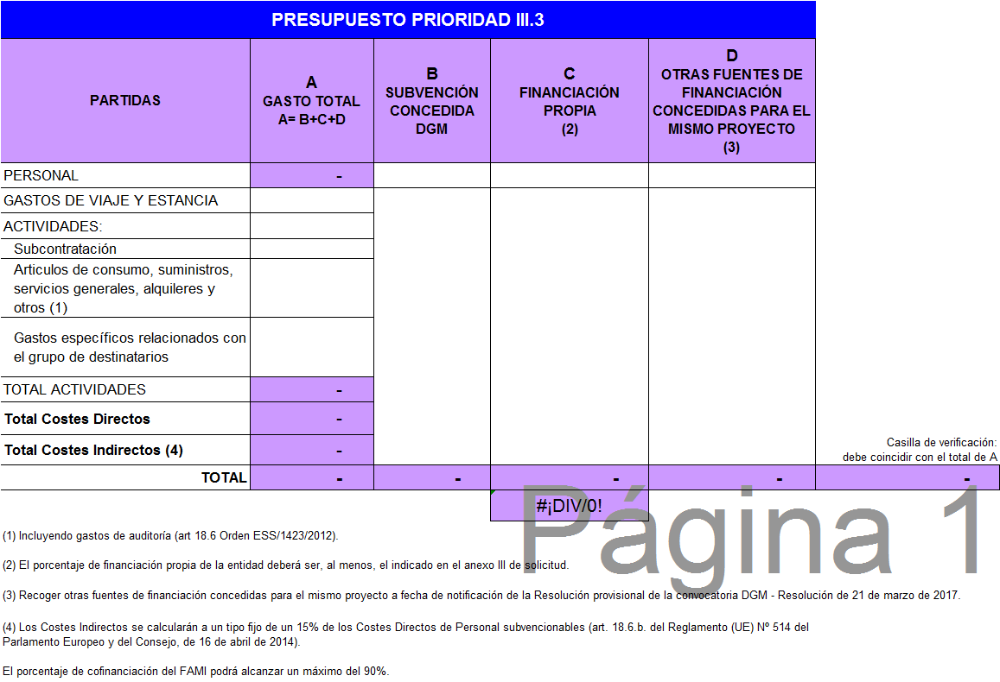 PRESUPUESTO PRIORIDAD III.3
PARTIDAS
A
GASTO TOTAL
A= B+C+D
B
SUBVENCIÓN
CONCEDIDA
DGM
C
FINANCIACIÓN
PROPIA
(2)
D
OTRAS FUENTES DE
FINANCIACIÓN
CONCEDIDAS PARA EL
MISMO PROYECTO
(3)
PERSONAL -
GASTOS DE VIAJE Y ESTANCIA
ACTIVIDADES:
Subcontratación
Articulos de consumo, suministros,
servicios generales, alquileres y
otros (1)
Gastos específicos relacionados con
el grupo de destinatarios
TOTAL ACTIVIDADES -
Total Costes Directos -
Total Costes Indirectos (4) -
Casilla de verificación:
debe coincidir con el total de A
TOTAL - - - - -
#¡DIV/0!
Página 1
(1) Incluyendo gastos de auditoría (art 18.6 Orden ESS/1423/2012).
(2) El porcentaje de financiación propia de la entidad deberá ser, al menos, el indicado en el anexo III de solicitud.
(3) Recoger otras fuentes de financiación concedidas para el mismo proyecto a fecha de notificación de la Resolución provisional de la convocatoria DGM - Resolución de 21 de marzo de 2017.
(4) Los Costes Indirectos se calcularán a un tipo fijo de un 15% de los Costes Directos de Personal subvencionables (art. 18.6.b. del Reglamento (UE) Nº 514 del
Parlamento Europeo y del Consejo, de 16 de abril de 2014).
El porcentaje de cofinanciación del FAMI podrá alcanzar un máximo del 90%.